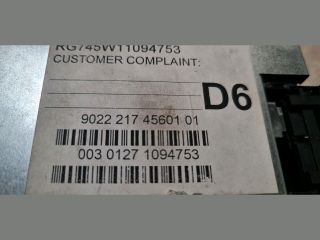 RG745W11094753
CUSTOMER COMPLAINT:
D6
9022 217 45601 01
003 0127 1094753